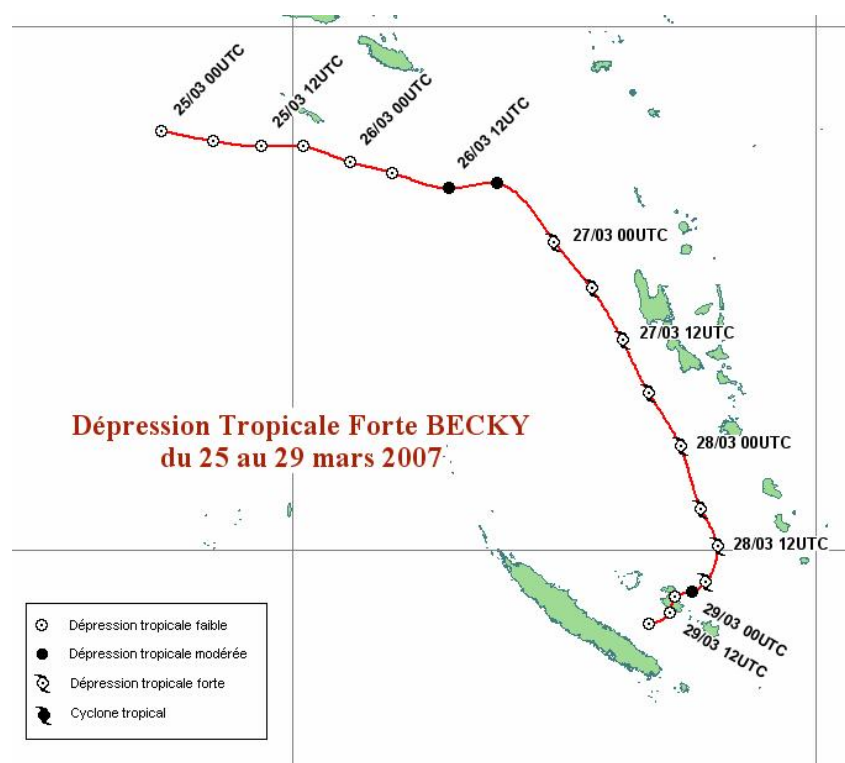 25/03 00UTC
25/03 12UTC
26/03 00UTC
26/03 12UTC
27/03 00UTC
27/03 12UTC
Dépression Tropicale Forte BECKY
du 25 au 29 mars 2007
28/03 00UTC
28/03 12UTC
29/03 00UTC
29/03 12UTC
Dépression tropicale faible
Dépression tropicale modérée
Dépression tropicale forte
Cyclone tropical